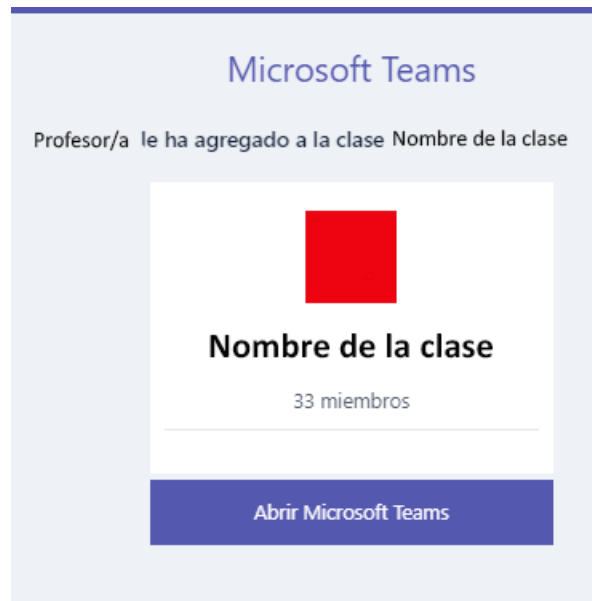 Microsoft Teams
Profesor/a le ha agregado a la clase Nombre de la clase
Nombre de la clase
33 miembros
Abrir Microsoft Teams